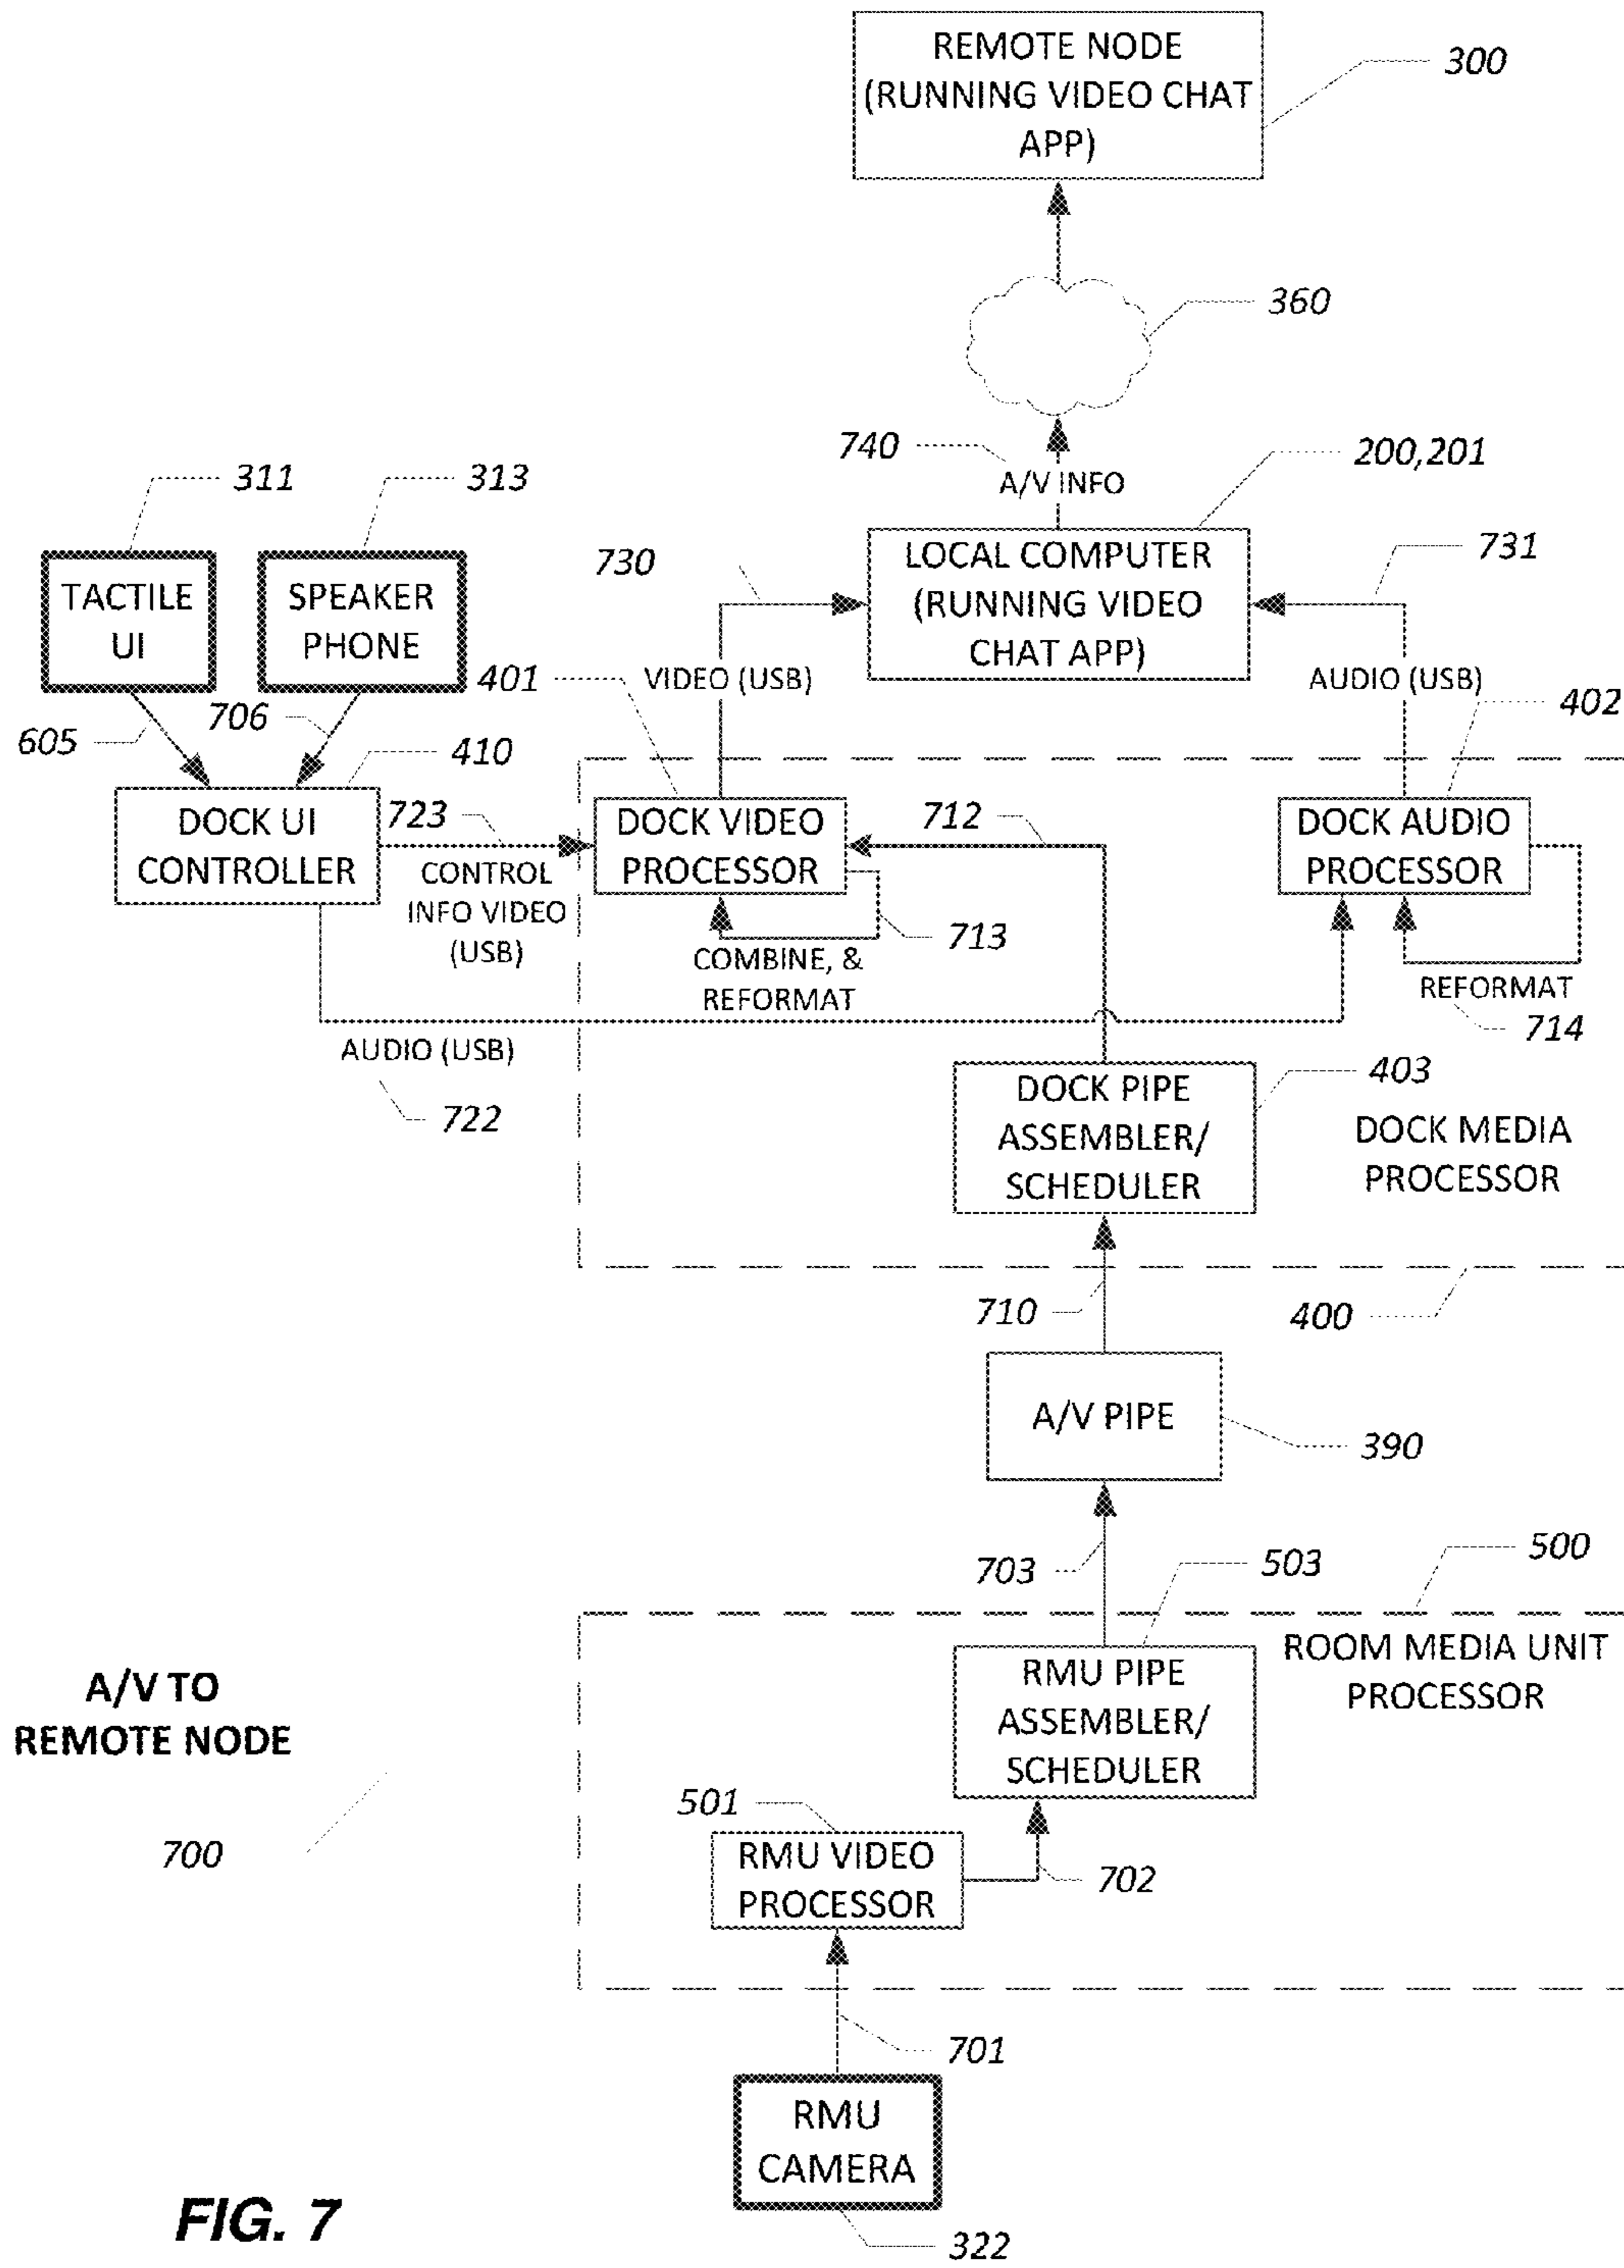 REMOTE NODE
(RUNNING VIDEO CHAT
APP)
300
360
740
A/V INFO
200,201
311
313
730
LOCAL COMPUTER
(RUNNING VIDEO
CHAT APP)
731
TACTILE
UI
SPEAKER
PHONE
401
VIDEO (USB)
AUDIO (USB)
402
605
706
410
DOCK UI
CONTROLLER
723
CONTROL
INFO VIDEO
(USB)
DOCK VIDEO
PROCESSOR
712
DOCK AUDIO
PROCESSOR
713
COMBINE, &
REFORMAT
REFORMAT
714
AUDIO (USB)
722
DOCK PIPE
ASSEMBLER/
SCHEDULER
403
DOCK MEDIA
PROCESSOR
710
400
A/V PIPE
390
703
503
500
RMU PIPE
ASSEMBLER/
SCHEDULER
ROOM MEDIA UNIT
PROCESSOR
A/V TO
REMOTE NODE
700
501
RMU VIDEO
PROCESSOR
702
701
RMU
CAMERA
322
FIG. 7